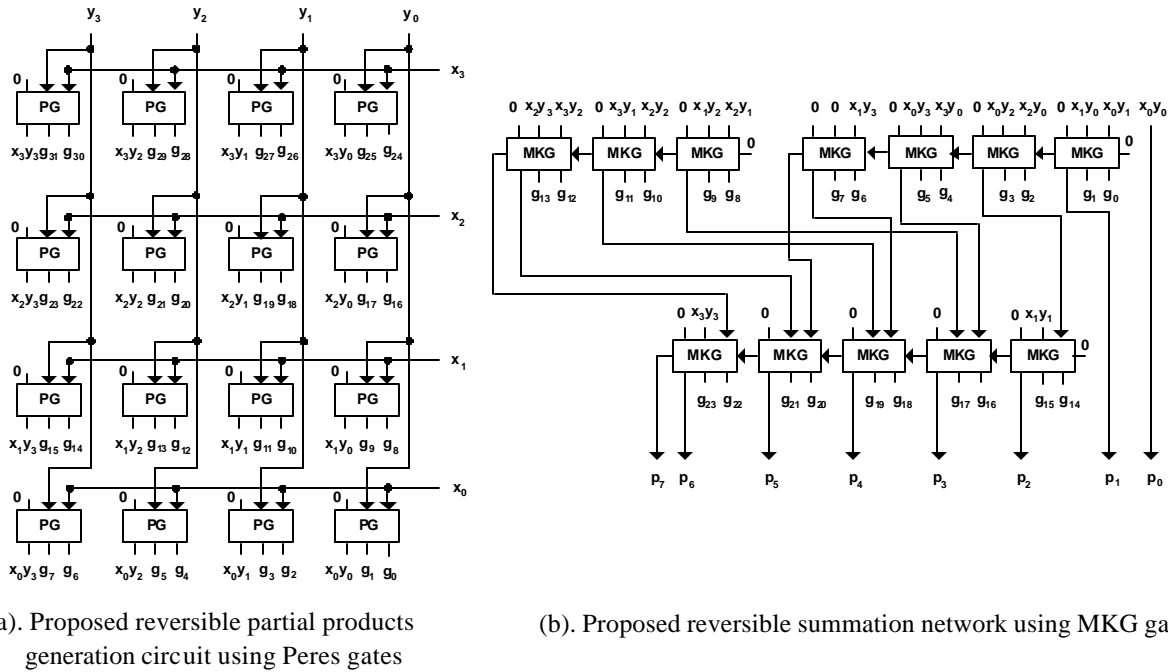 y₃ y₂ y₁ y₀
x₃
0 0 0 0
PG PG PG PG
x₃y₃ g₃₁ g₃₀ x₃y₂ g₂₉ g₂₈ x₃y₁ g₂₇ g₂₆ x₃y₀ g₂₅ g₂₄
x₂
0 0 0 0
PG PG PG PG
x₂y₃ g₂₃ g₂₂ x₂y₂ g₂₁ g₂₀ x₂y₁ g₁₉ g₁₈ x₂y₀ g₁₇ g₁₆
x₁
0 0 0 0
PG PG PG PG
x₁y₃ g₁₅ g₁₄ x₁y₂ g₁₃ g₁₂ x₁y₁ g₁₁ g₁₀ x₁y₀ g₉ g₈
x₀
0 0 0 0
PG PG PG PG
x₀y₃ g₇ g₆ x₀y₂ g₅ g₄ x₀y₁ g₃ g₂ x₀y₀ g₁ g₀
a). Proposed reversible partial products
generation circuit using Peres gates
0 x₂y₃ x₃y₂ 0 x₃y₁ x₂y₂ 0 x₁y₂ x₂y₁ 0 0 x₁y₃ 0 x₀y₃ x₃y₀ 0 x₀y₂ x₂y₀ 0 x₁y₀ x₀y₁ x₀y₀
MKG MKG MKG MKG MKG MKG MKG 0 0
g₁₃ g₁₂ g₁₁ g₁₀ g₉ g₈ g₇ g₆ g₅ g₄ g₃ g₂ g₁ g₀
0 x₃y₃ 0 0 0 0 x₁y₁
MKG MKG MKG MKG MKG 0
g₂₃ g₂₂ g₂₁ g₂₀ g₁₉ g₁₈ g₁₇ g₁₆ g₁₅ g₁₄
p₇ p₆ p₅ p₄ p₃ p₂ p₁ p₀
(b). Proposed reversible summation network using MKG ga